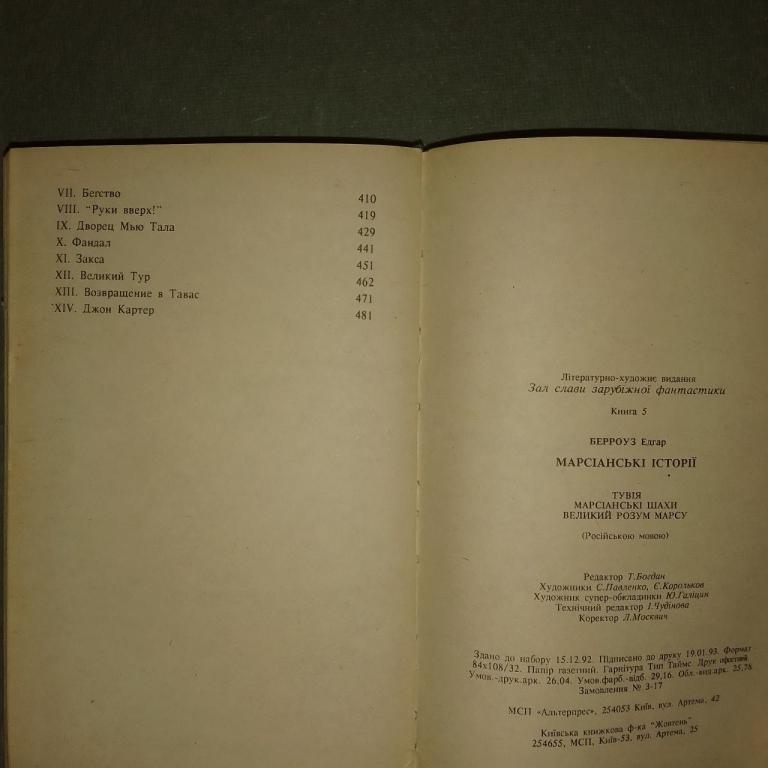 VII. Бегство 410
VIII. "Руки вверх!" 419
IX. Дворец Мью Тала 429
X. Фандал 441
XI. Закса 451
XII. Великий Тур 462
XIII. Возвращение в Тавас 471
XIV. Джон Картер 481
Літературно-художнє видання
Зал слави зарубіжної фантастики
Книга 5
БЕРРОУЗ Едгар
МАРСІАНСЬКІ ІСТОРІЇ
ТУВІЯ
МАРСІАНСЬКІ ШАХИ
ВЕЛИКИЙ РОЗУМ МАРСУ
(Російською мовою)
Редактор Т.Богдан
Художники С.Павленко, Є.Корольков
Художник супер-обкладинки Ю.Галіцин
Технічний редактор І.Чудінова
Коректор Л.Москвич
Здано до набору 15.12.92. Підписано до друку 19.01.93. Формат
84x108/32. Папір газетний. Гарнітура Тип Таймс. Друк офсетний.
Умов.-друк.арк. 26.04. Умов.фарб.-відб. 29,16. Обл.-вид.арк. 25,78
Замовлення № 3-17
МСП «Альтерпрес», 254053 Київ, вул. Артема, 42
Київська книжкова ф-ка "Жовтень"
254655, МСП, Київ-53, вул. Артема, 25